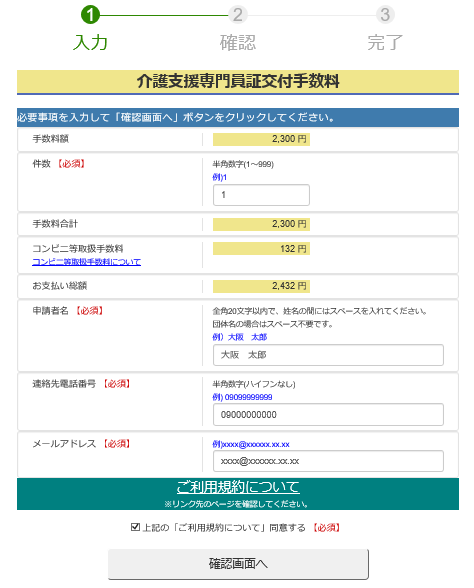 1 2 3
入力 確認 完了
介護支援専門員証交付手数料
必要事項を入力して「確認画面へ」ボタンをクリックしてください。
手数料額 2,300 円
件数 【必須】 半角数字(1～999)
例)1
1
手数料合計 2,300 円
コンビニ等取扱手数料 132 円
コンビニ等取扱手数料について
お支払い総額 2,432 円
申請者名 【必須】 全角20文字以内で、姓名の間にはスペースを入れてください。
団体名の場合はスペース不要です。
例）大阪　太郎
大阪　太郎
連絡先電話番号 【必須】 半角数字(ハイフンなし)
例) 09099999999
09000000000
メールアドレス 【必須】 例)xxxx@xxxxxx.xx.xx
xxxx@xxxxxx.xx.xx
ご利用規約について
※リンク先のページを確認してください。
上記の「ご利用規約について」同意する 【必須】
確認画面へ